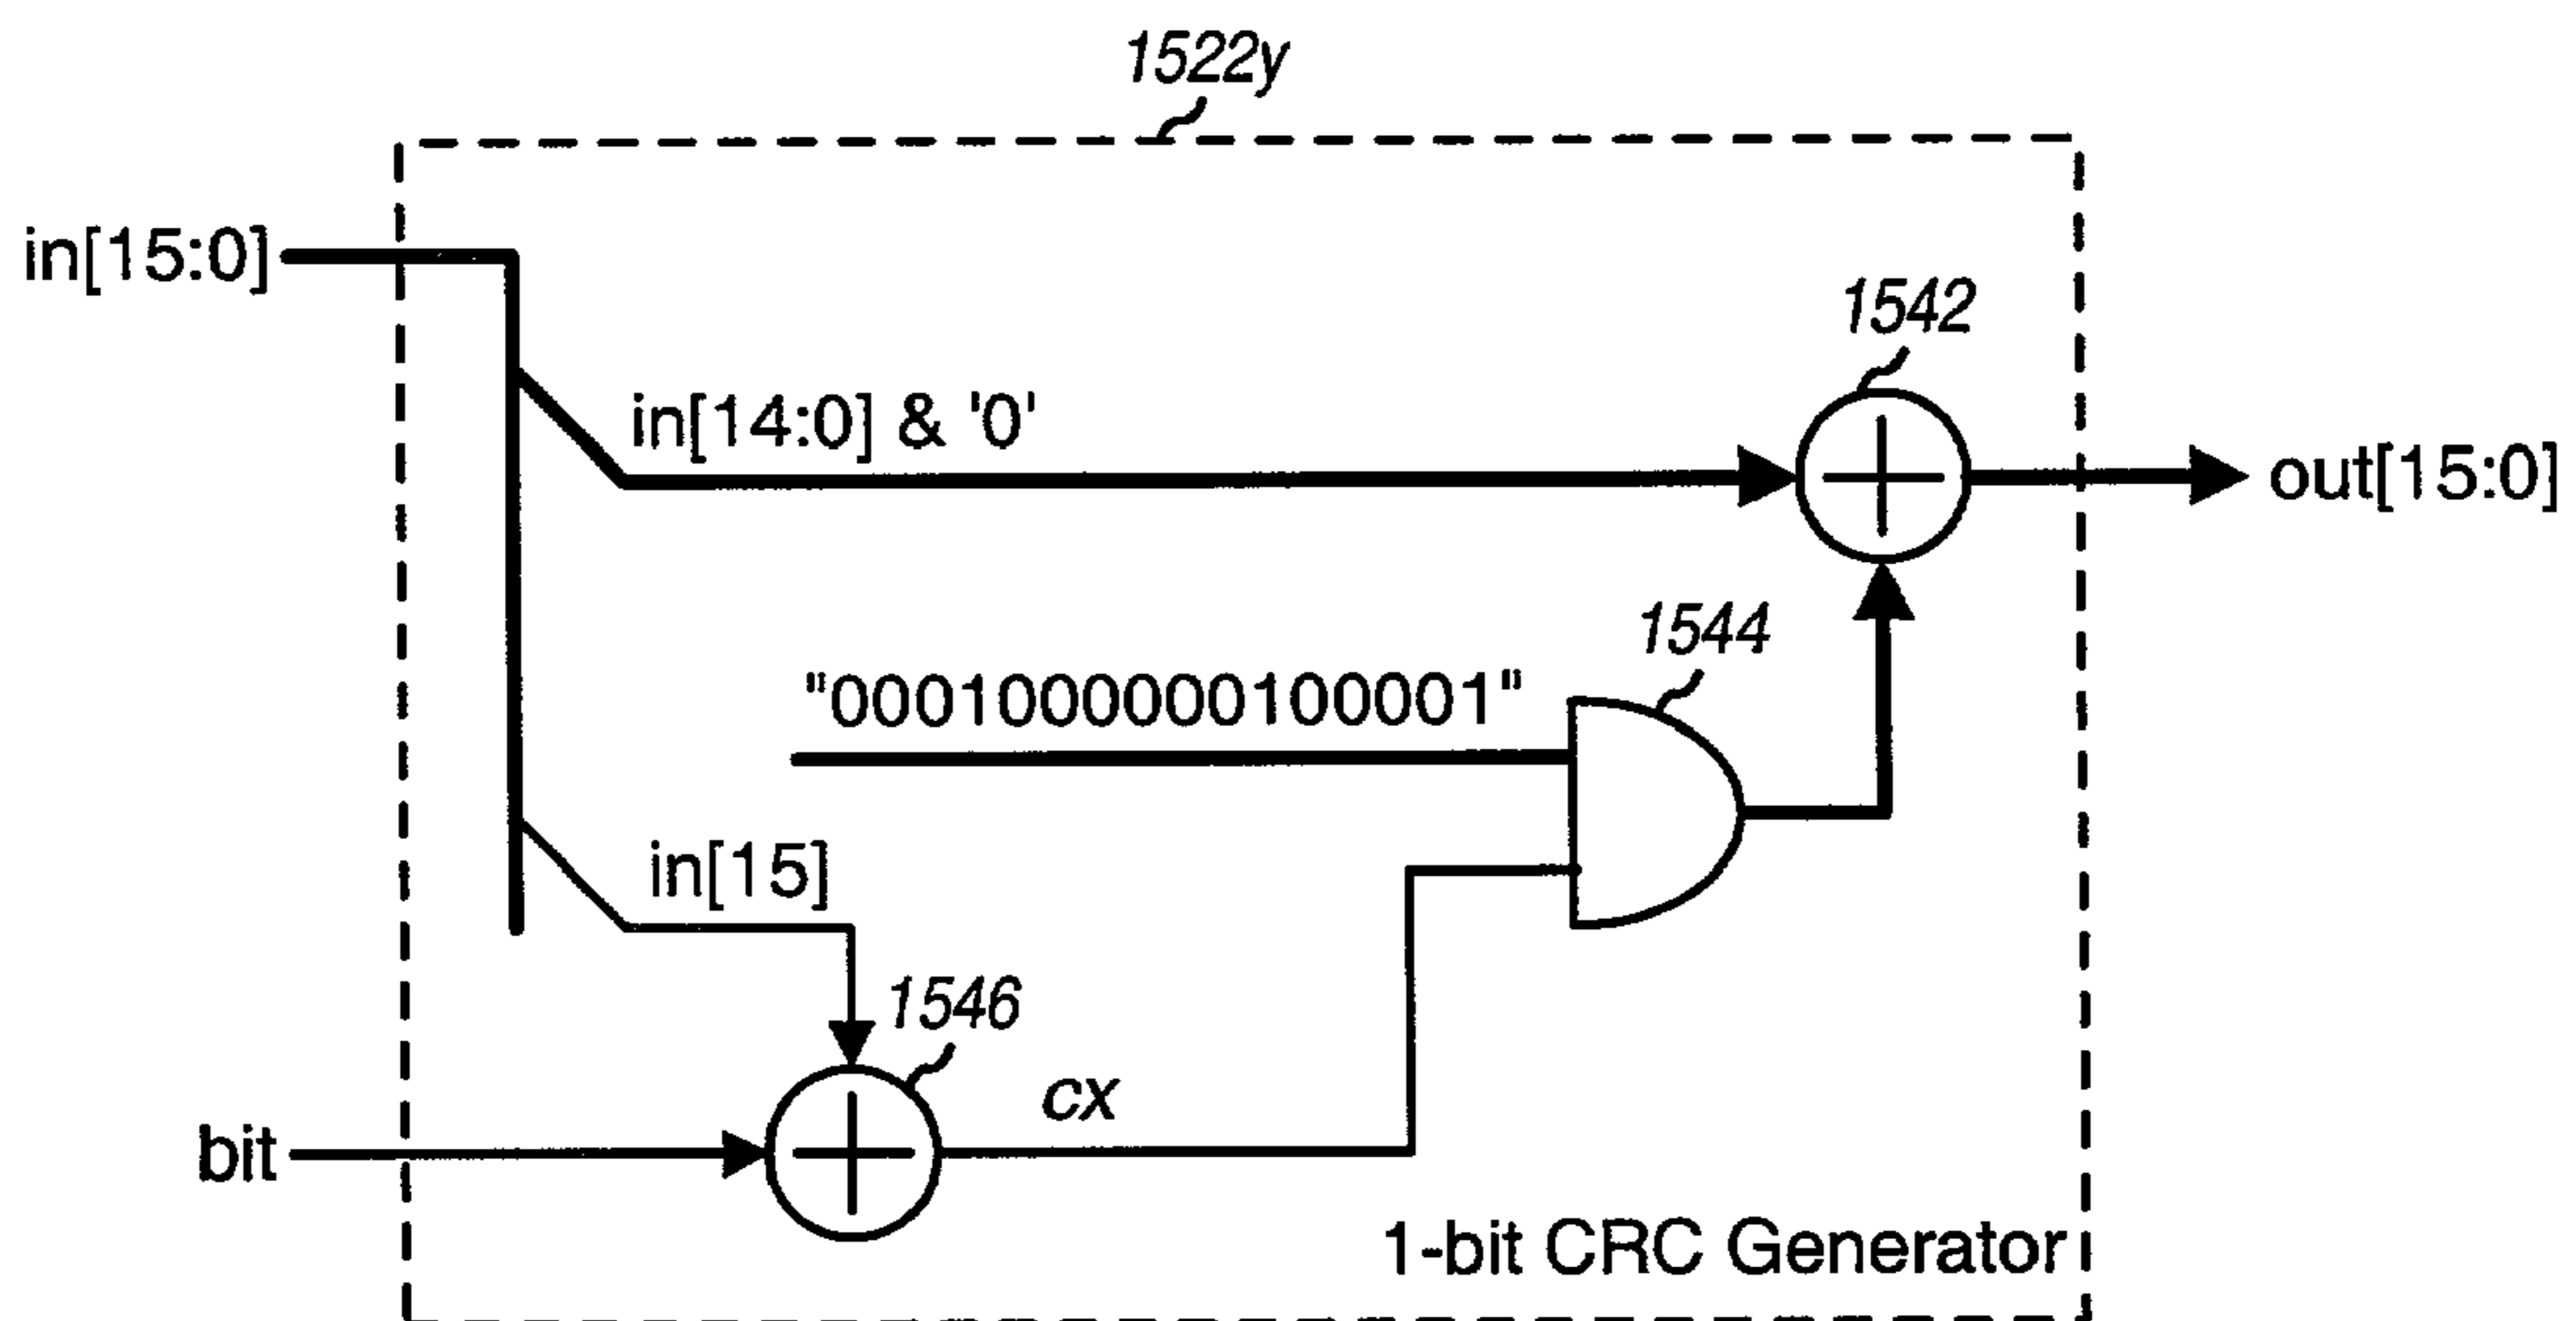 1522y
in[15:0]
1542
in[14:0] & '0'
out[15:0]
1544
"0001000000100001"
in[15]
1546
cx
bit
1-bit CRC Generator